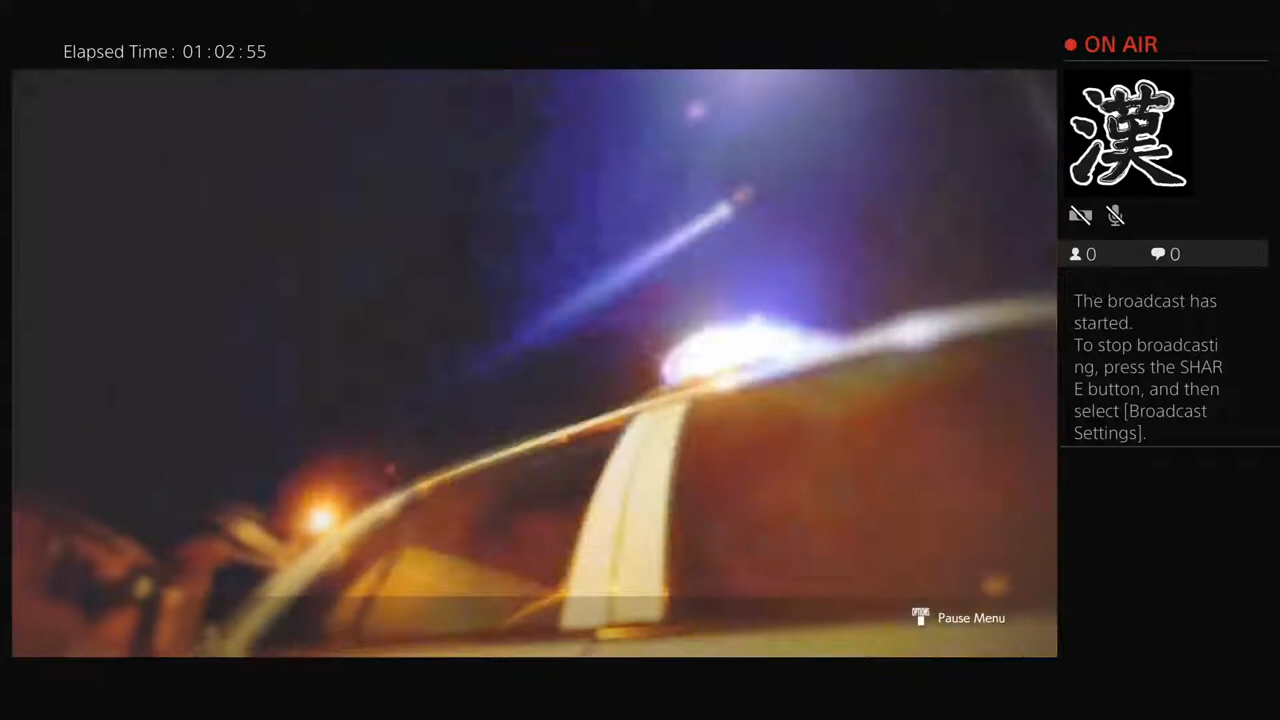 Elapsed Time: 01:02:55
ON AIR
漢
0
0
The broadcast has
started.
To stop broadcasti
ng, press the SHAR
E button, and then
select [Broadcast
Settings].
OPTIONS
Pause Menu